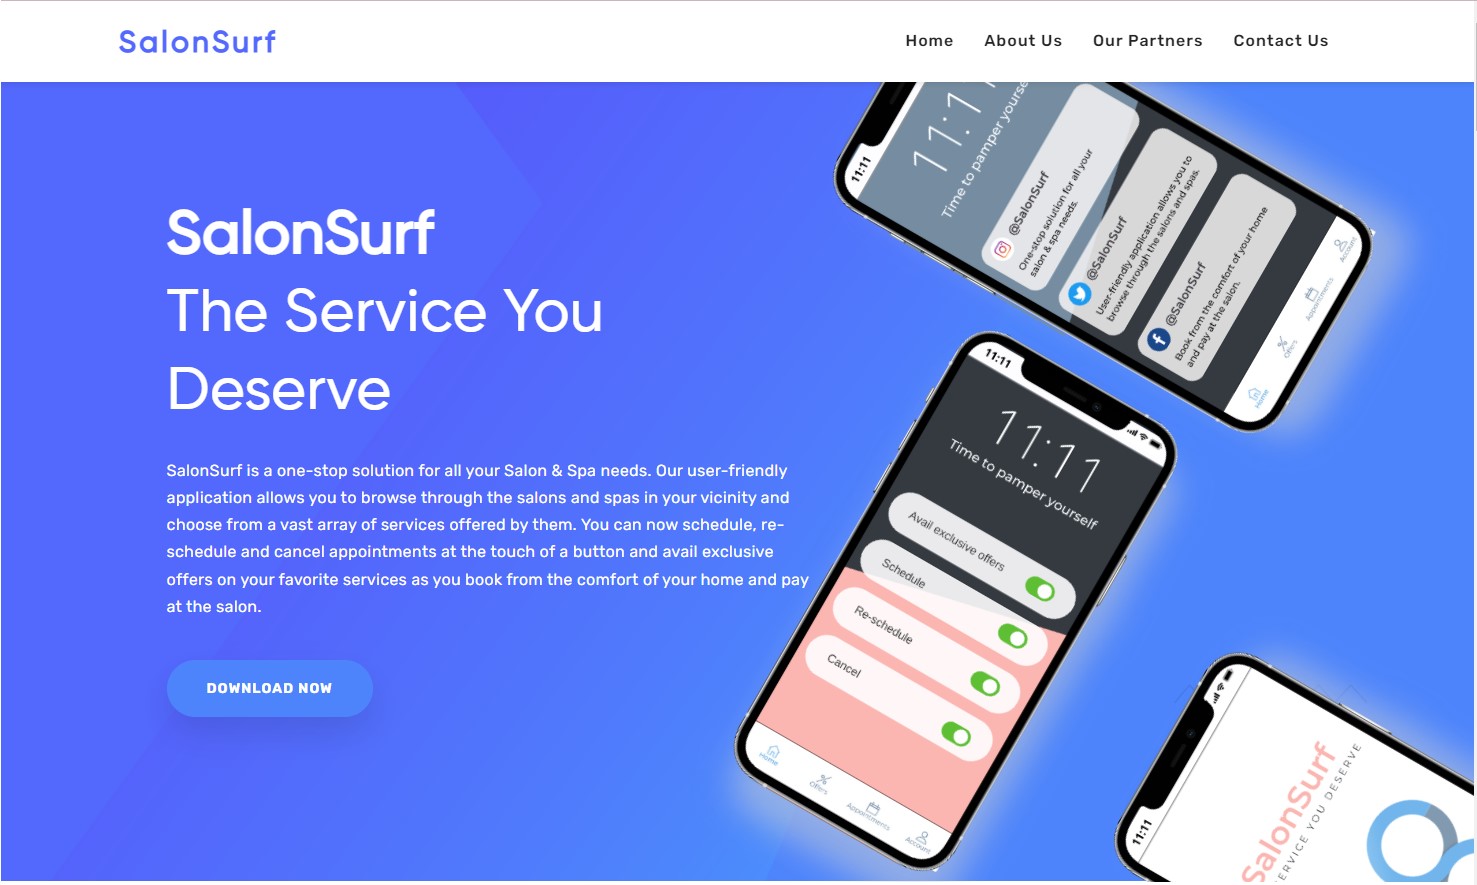 SalonSurf
Home
About Us
Our Partners
Contact Us
SalonSurf
The Service You
Deserve
SalonSurf is a one-stop solution for all your Salon & Spa needs. Our user-friendly
application allows you to browse through the salons and spas in your vicinity and
choose from a vast array of services offered by them. You can now schedule, re-
schedule and cancel appointments at the touch of a button and avail exclusive
offers on your favorite services as you book from the comfort of your home and pay
at the salon.
DOWNLOAD NOW
11:11
Time to pamper yourse
@SalonSurf
One-stop solution for all your
salon & spa needs.
@SalonSurf
User-friendly application allows you to
browse through the salons and spas.
@SalonSurf
Book from the comfort of your home
and pay at the salon.
Home
Offers
Appointments
Account
11:11
11:11
Time to pamper yourself
Avail exclusive offers
Schedule
Re-schedule
Cancel
Home
Offers
Appointments
Account
11:11
SalonSurf
SERVICE YOU DESERVE